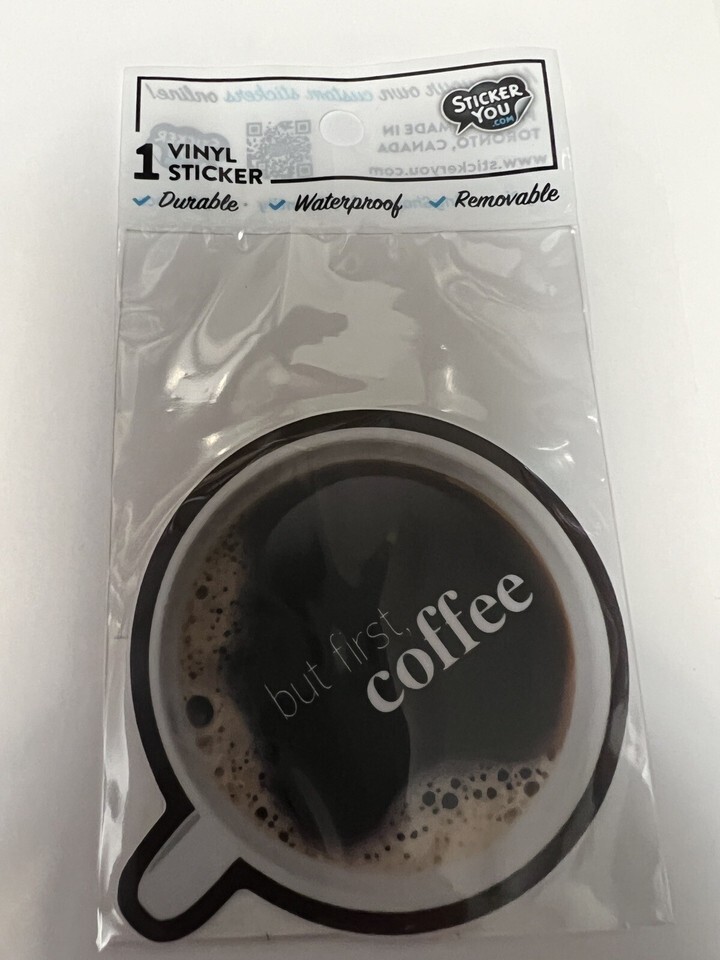 STICKER
YOU
.COM
1 VINYL
STICKER
Durable
Waterproof
Removable
your own custom stickers online!
MADE IN
TORONTO, CANADA
www.stickeryou.com
but first,
coffee